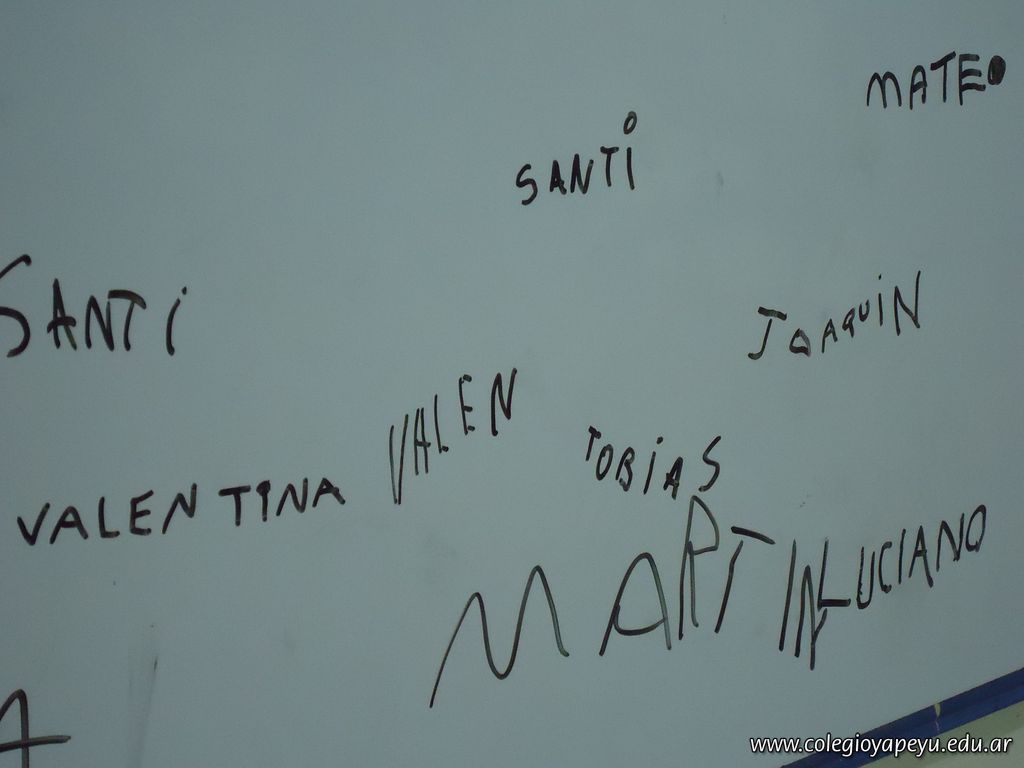 MATEO
SANTi
SANTi
JOAQUiN
VALEN
TOBiAS
VALENTINA
MARTIN
LUCIANO
A
www.colegioyapeyu.edu.ar